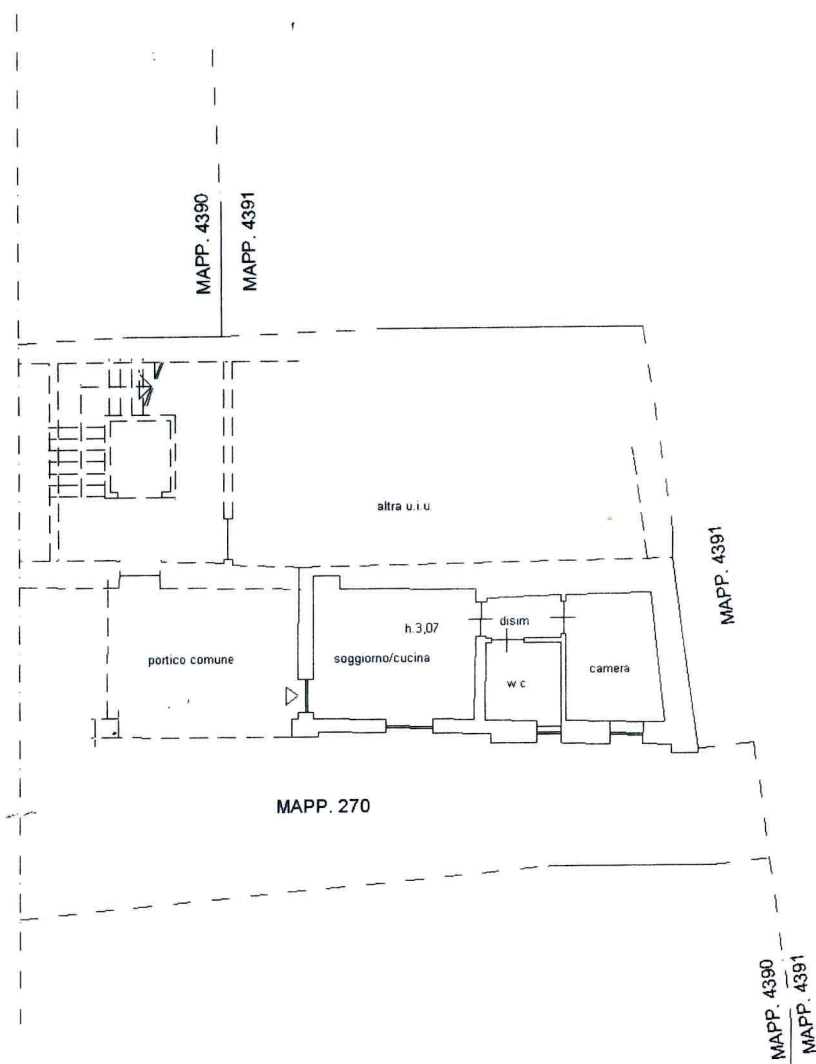 MAPP. 4390
MAPP. 4391
altra u.i.u.
MAPP. 4391
h.3,07
disim
portico comune
soggiorno/cucina
w c
camera
MAPP. 270
MAPP. 4390
MAPP. 4391